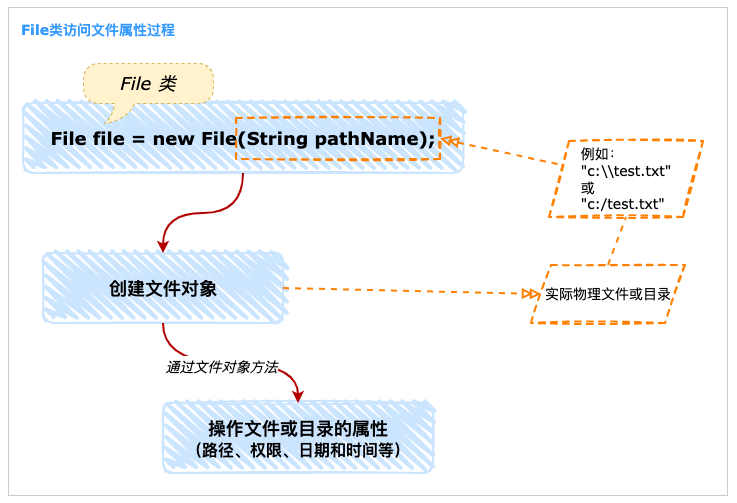 File类访问文件属性过程
File 类
File file = new File(String pathName);
例如：
"c:\\test.txt"
或
"c:/test.txt"
创建文件对象
实际物理文件或目录
通过文件对象方法
操作文件或目录的属性
（路径、权限、日期和时间等）